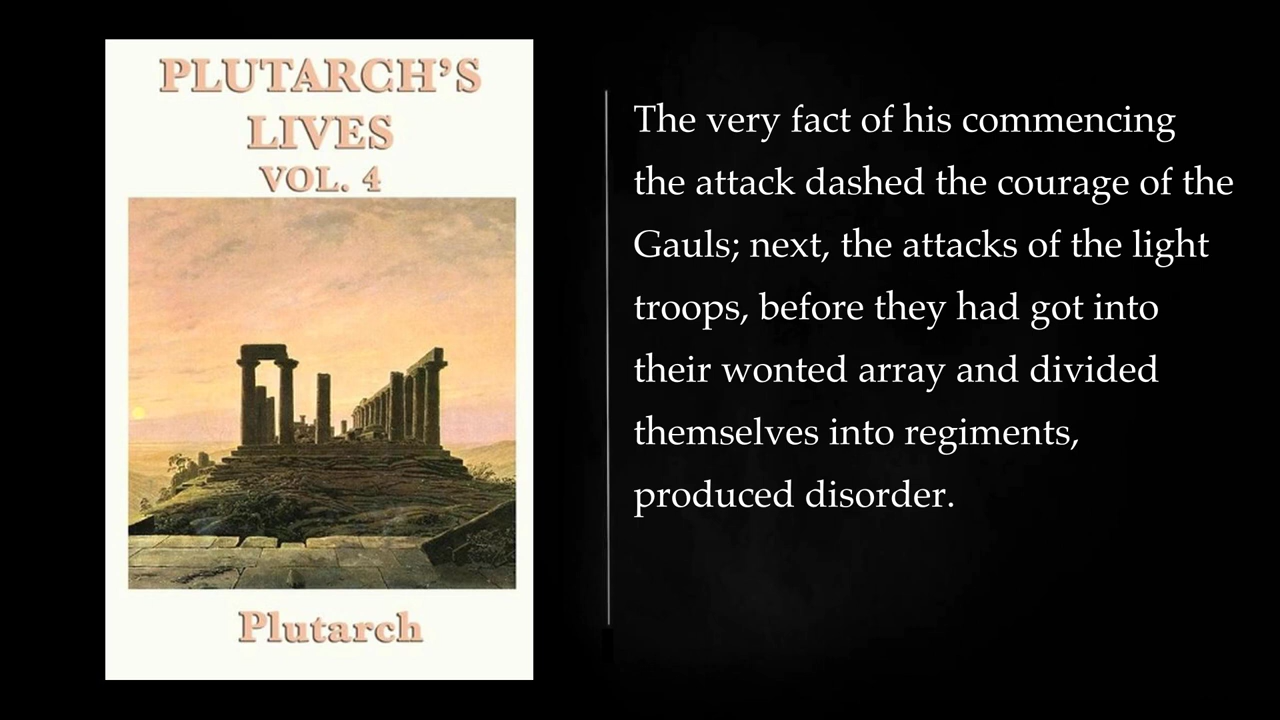 PLUTARCH'S
LIVES
VOL. 4
Plutarch
The very fact of his commencing
the attack dashed the courage of the
Gauls; next, the attacks of the light
troops, before they had got into
their wonted array and divided
themselves into regiments,
produced disorder.